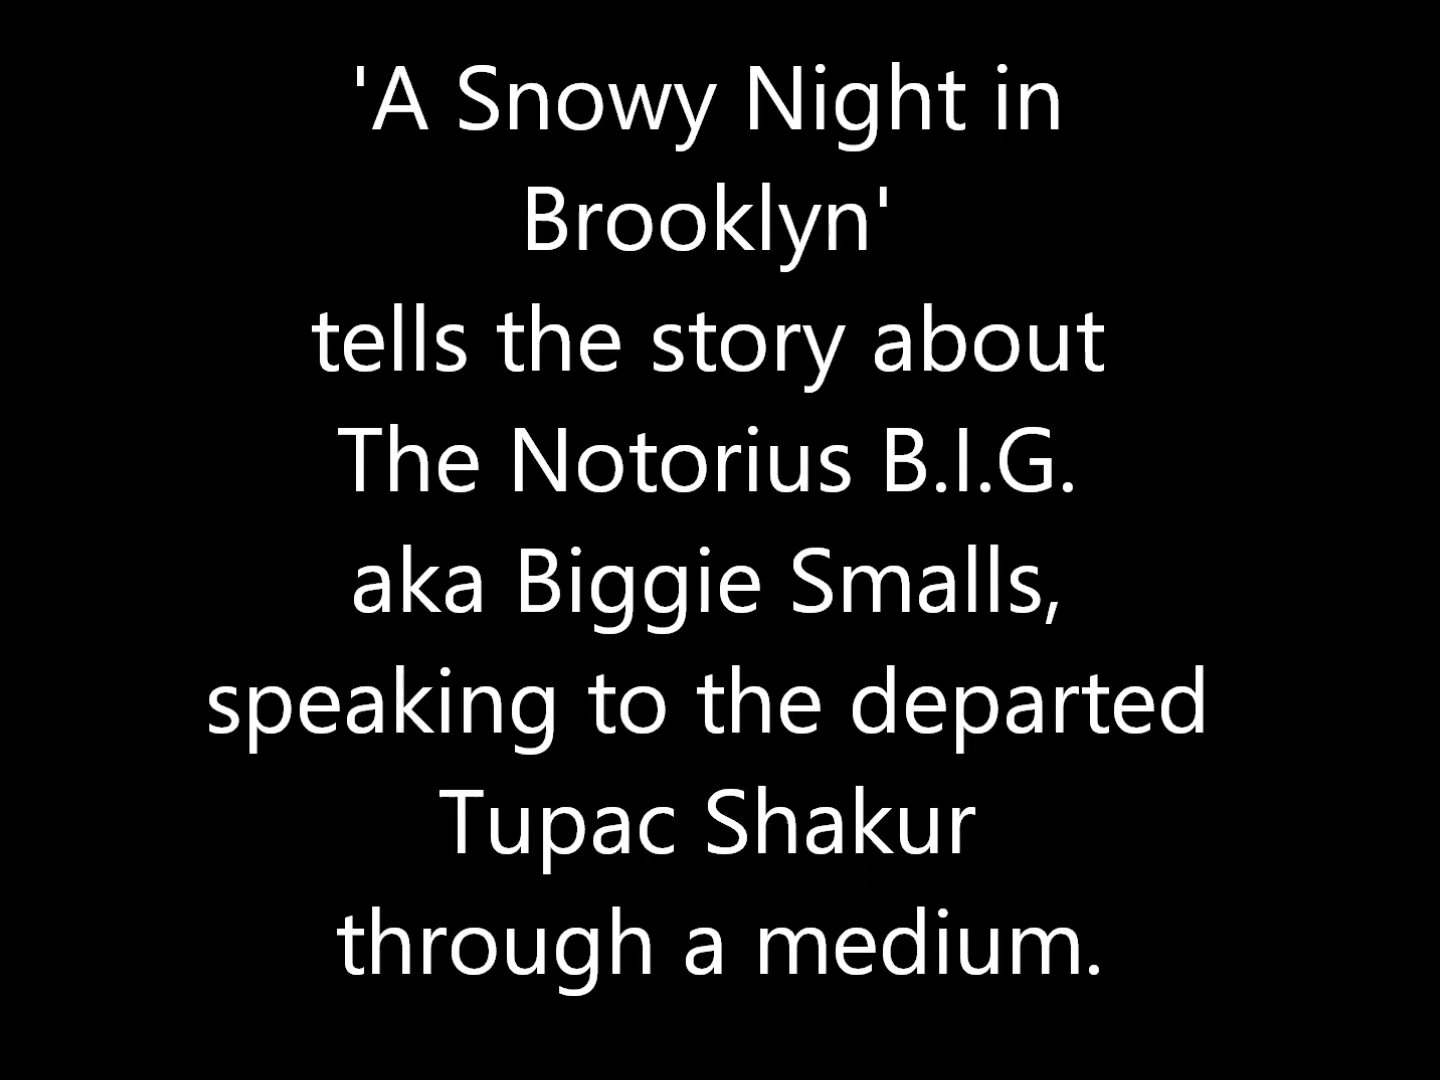 'A Snowy Night in
Brooklyn'
tells the story about
The Notorius B.I.G.
aka Biggie Smalls,
speaking to the departed
Tupac Shakur
through a medium.